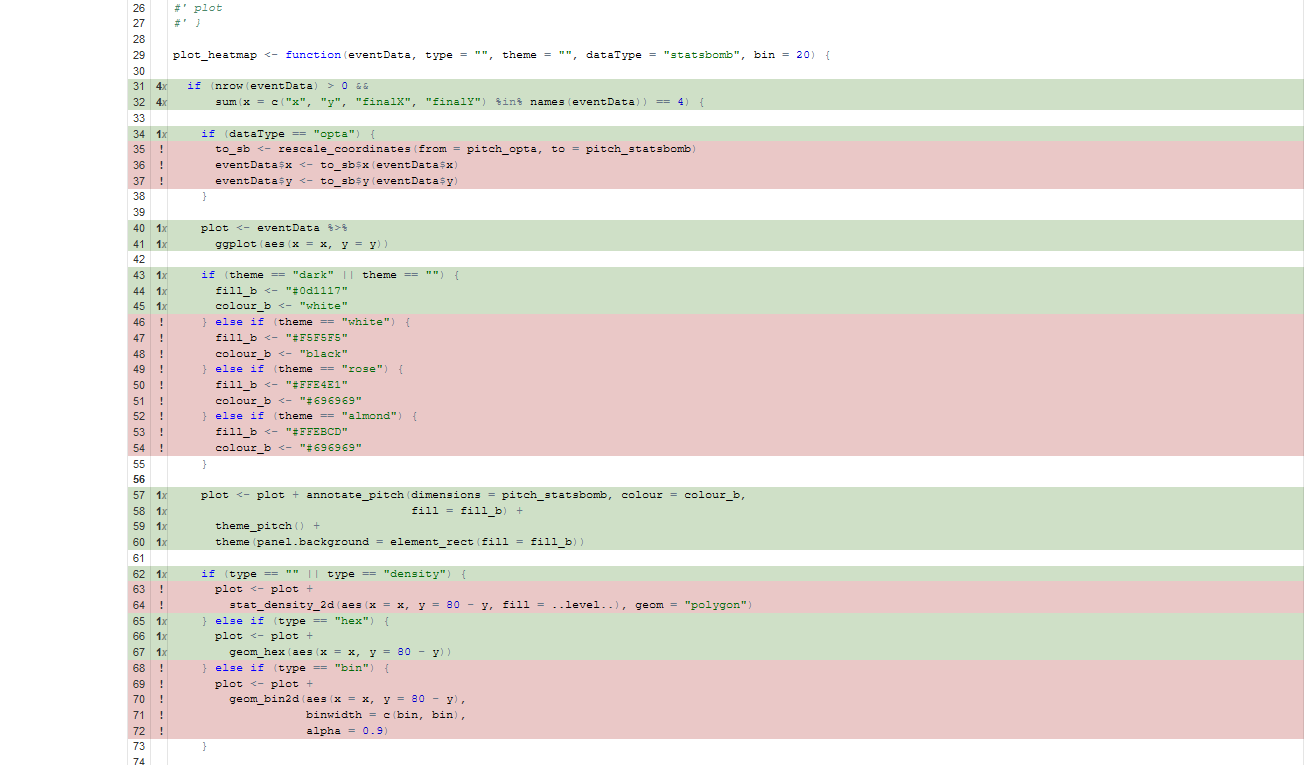 26 #' plot
27 #' }
28
29 plot_heatmap <- function(eventData, type = "", theme = "", dataType = "statsbomb", bin = 20) {
30
31 4x if (nrow(eventData) > 0 &&
32 4x sum(x = c("x", "y", "finalX", "finalY") %in% names(eventData)) == 4) {
33
34 1x if (dataType == "opta") {
35 ! to_sb <- rescale_coordinates(from = pitch_opta, to = pitch_statsbomb)
36 ! eventData$x <- to_sb$x(eventData$x)
37 ! eventData$y <- to_sb$y(eventData$y)
38 }
39
40 1x plot <- eventData %>%
41 1x ggplot(aes(x = x, y = y))
42
43 1x if (theme == "dark" || theme == "") {
44 1x fill_b <- "#0d1117"
45 1x colour_b <- "white"
46 ! } else if (theme == "white") {
47 ! fill_b <- "#F5F5F5"
48 ! colour_b <- "black"
49 ! } else if (theme == "rose") {
50 ! fill_b <- "#FFE4E1"
51 ! colour_b <- "#696969"
52 ! } else if (theme == "almond") {
53 ! fill_b <- "#FFEBCD"
54 ! colour_b <- "#696969"
55 }
56
57 1x plot <- plot + annotate_pitch(dimensions = pitch_statsbomb, colour = colour_b,
58 1x fill = fill_b) +
59 1x theme_pitch() +
60 1x theme(panel.background = element_rect(fill = fill_b))
61
62 1x if (type == "" || type == "density") {
63 ! plot <- plot +
64 ! stat_density_2d(aes(x = x, y = 80 - y, fill = ..level..), geom = "polygon")
65 1x } else if (type == "hex") {
66 1x plot <- plot +
67 1x geom_hex(aes(x = x, y = 80 - y))
68 ! } else if (type == "bin") {
69 ! plot <- plot +
70 ! geom_bin2d(aes(x = x, y = 80 - y),
71 ! binwidth = c(bin, bin),
72 ! alpha = 0.9)
73 }
74